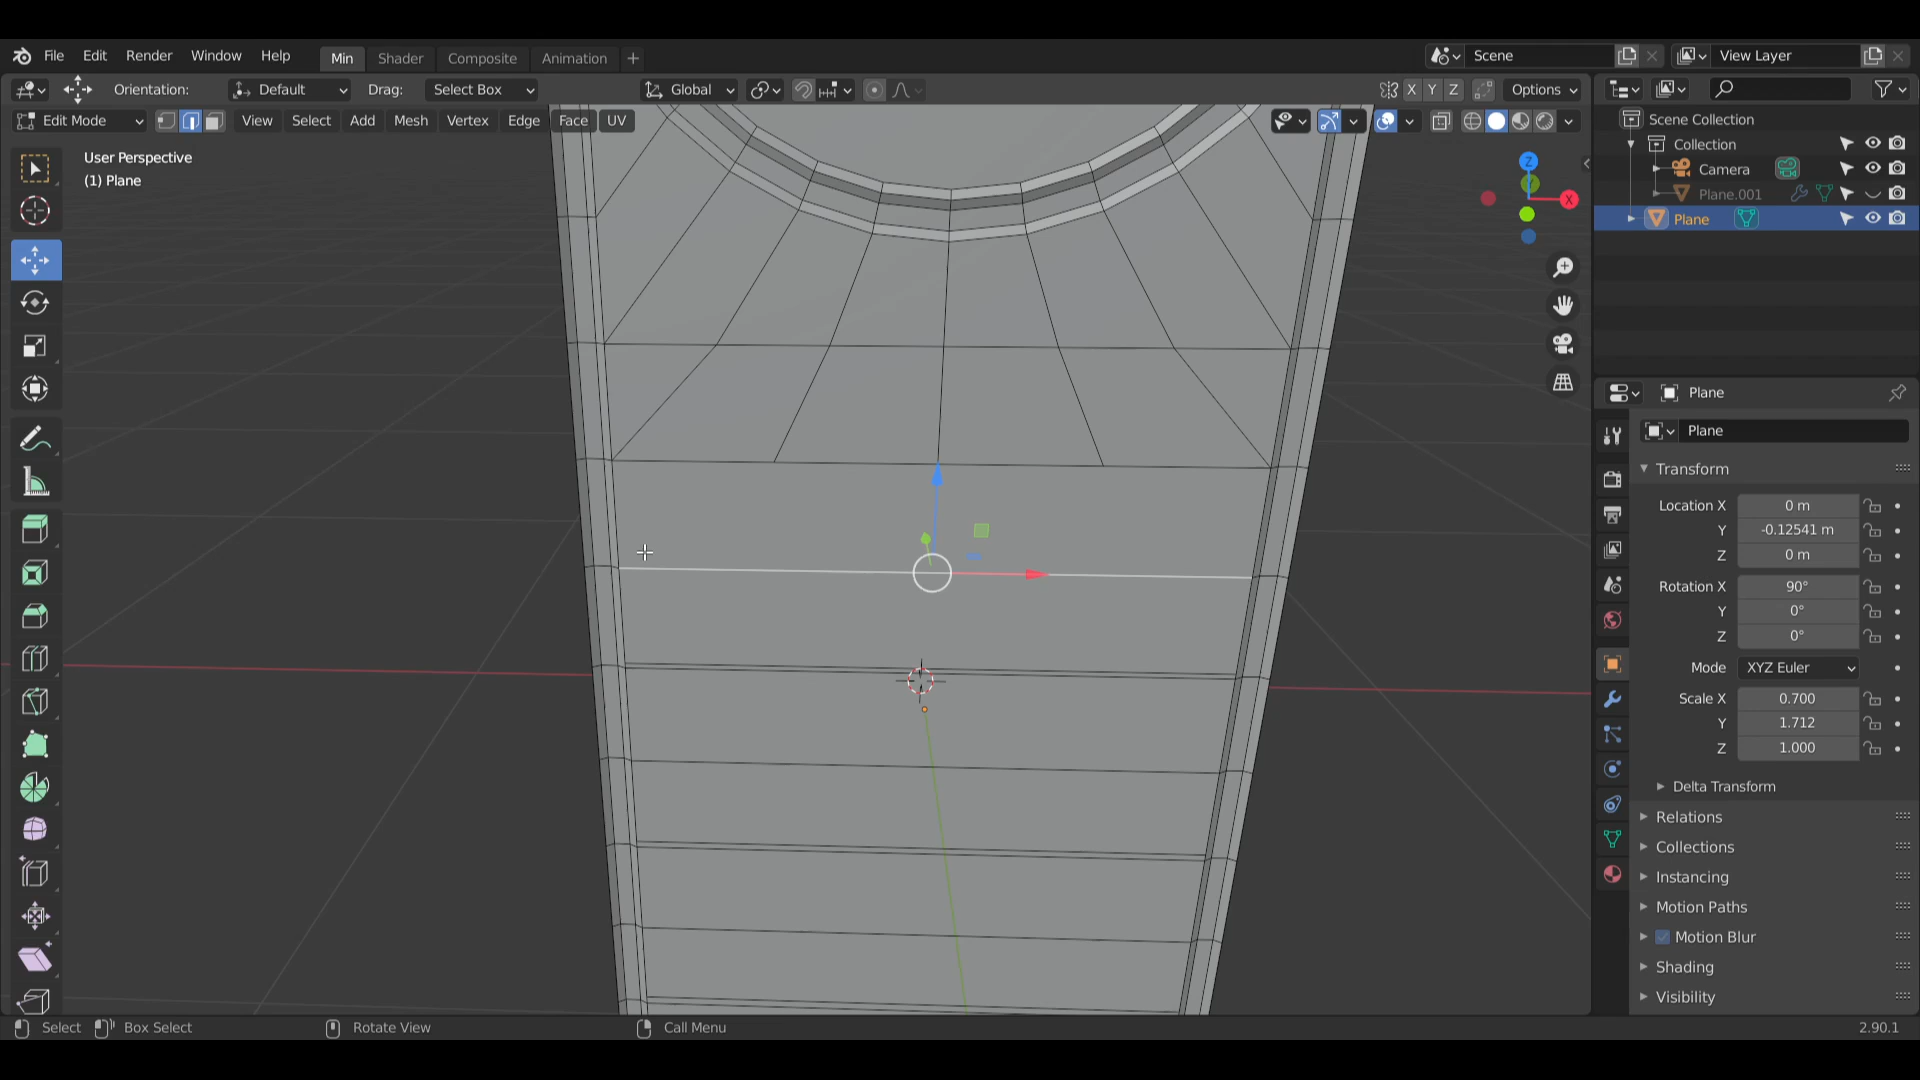 File Edit Render Window Help Min Shader Composite Animation + Scene View Layer
Orientation: Default Drag: Select Box Global X Y Z Options
Edit Mode View Select Add Mesh Vertex Edge Face UV
User Perspective
(1) Plane
Z
X
Scene Collection
Collection
Camera
Plane.001
Plane
Plane
Plane
Transform
Location X 0 m
Y -0.12541 m
Z 0 m
Rotation X 90°
Y 0°
Z 0°
Mode XYZ Euler
Scale X 0.700
Y 1.712
Z 1.000
Delta Transform
Relations
Collections
Instancing
Motion Paths
Motion Blur
Shading
Visibility
Select Box Select Rotate View Call Menu 2.90.1